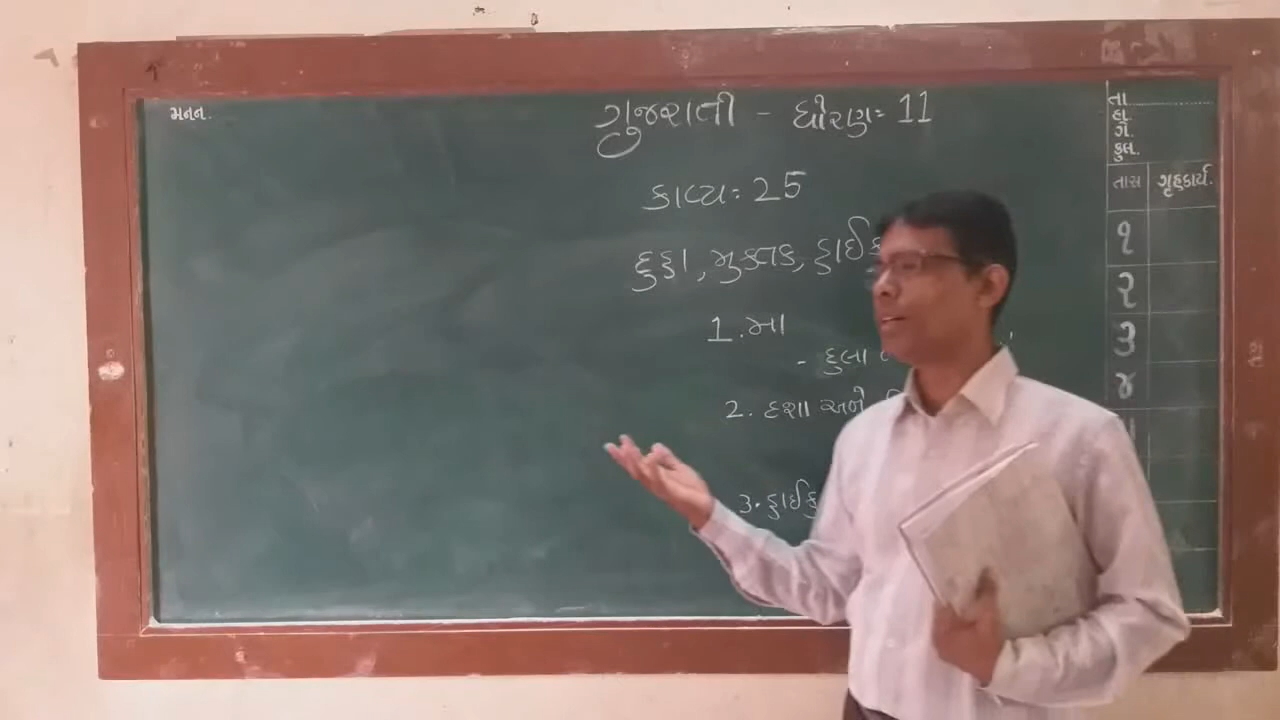 મનન.
ગુજરાતી - ધોરણ: 11
કાવ્ય: 25
દુહા, મુક્તક, હાઈક
1. મા
- દુલા
2. દશા અને
3. હાઈકુ
તા.
હા.
ગે.
કુલ.
તાસ ગૃહકાર્ય.
૧
૨
૩
૪